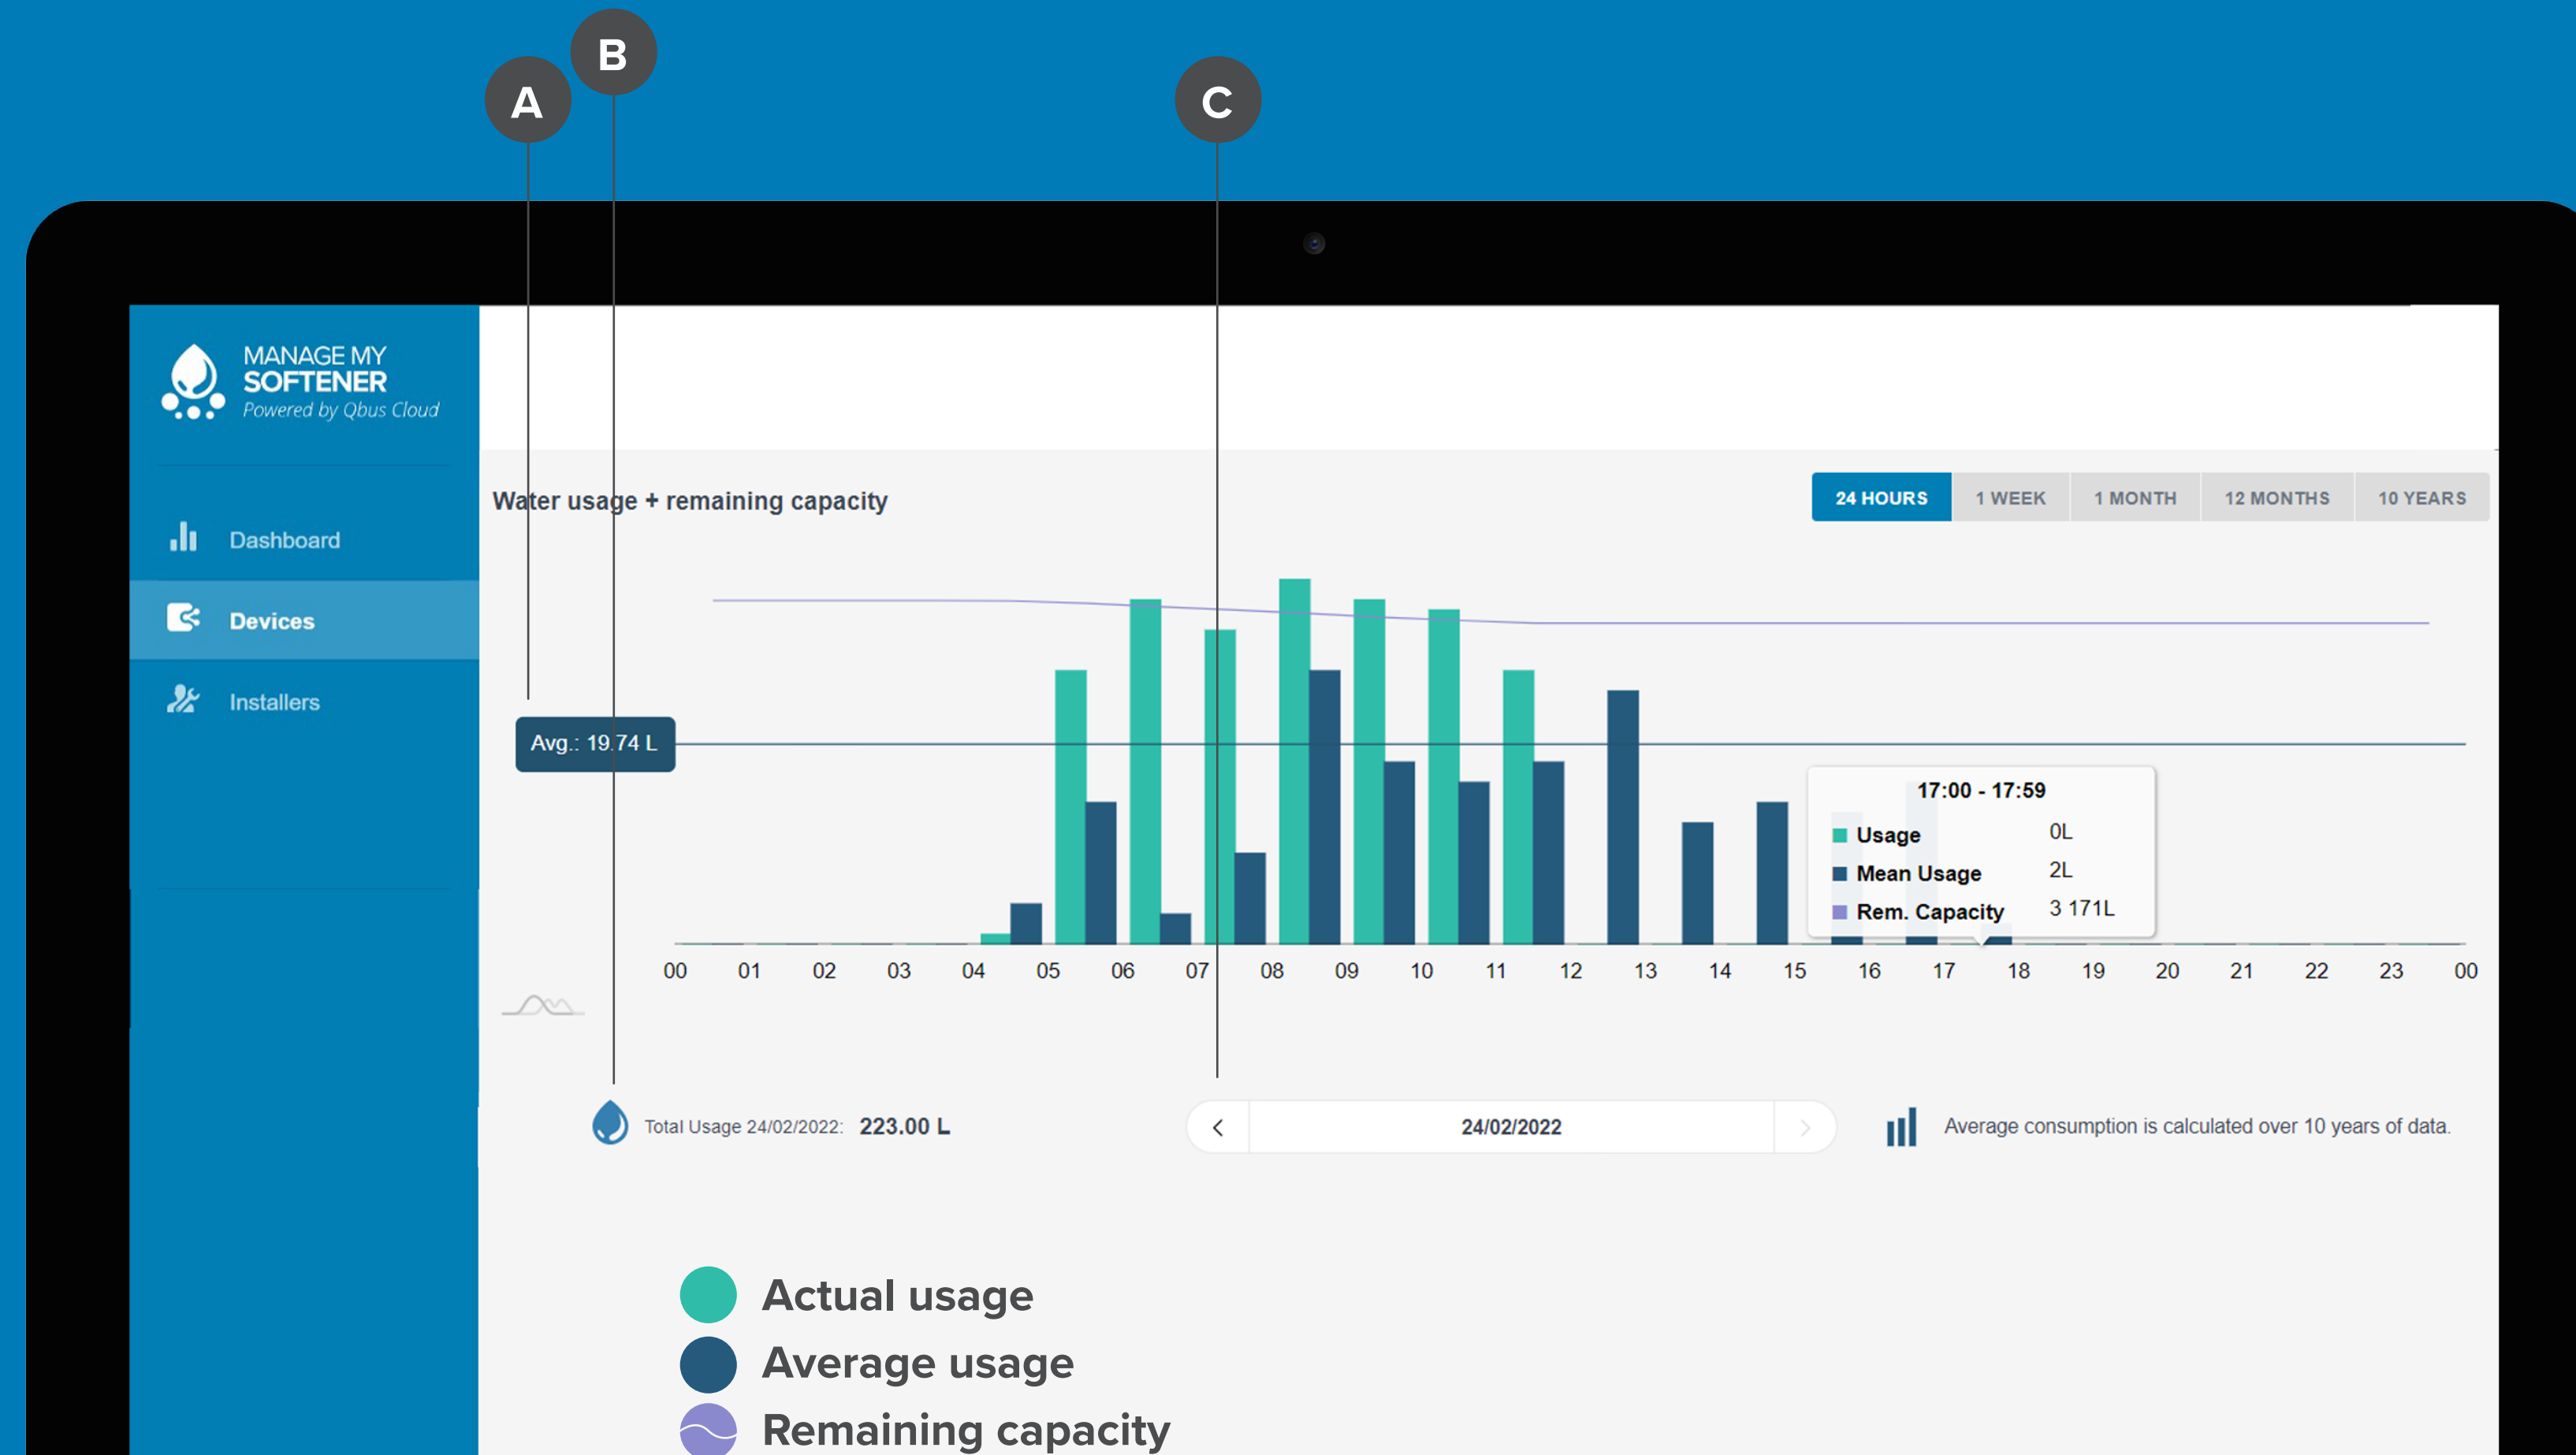 B
A
C
MANAGE MY
SOFTENER
Powered by Qbus Cloud
Dashboard
Devices
Installers
Water usage + remaining capacity
24 HOURS
1 WEEK
1 MONTH
12 MONTHS
10 YEARS
Avg.: 19.74 L
17:00 - 17:59
Usage 0L
Mean Usage 2L
Rem. Capacity 3 171L
00 01 02 03 04 05 06 07 08 09 10 11 12 13 14 15 16 17 18 19 20 21 22 23 00
Total Usage 24/02/2022: 223.00 L
24/02/2022
Average consumption is calculated over 10 years of data.
Actual usage
Average usage
Remaining capacity